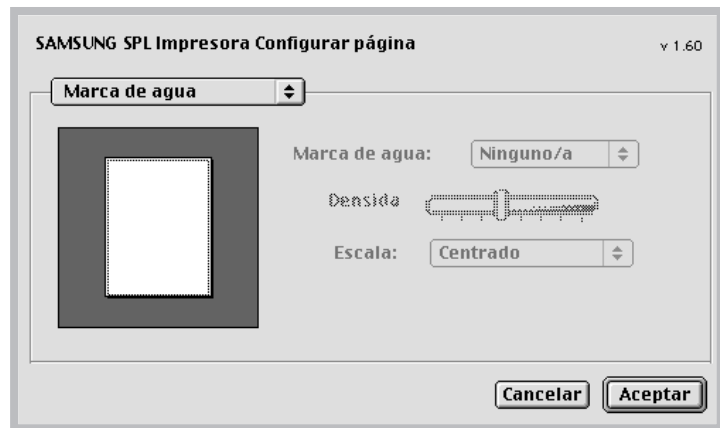 SAMSUNG SPL Impresora Configurar página v 1.60
Marca de agua
Marca de agua: Ninguno/a
Densida
Escala: Centrado
Cancelar Aceptar